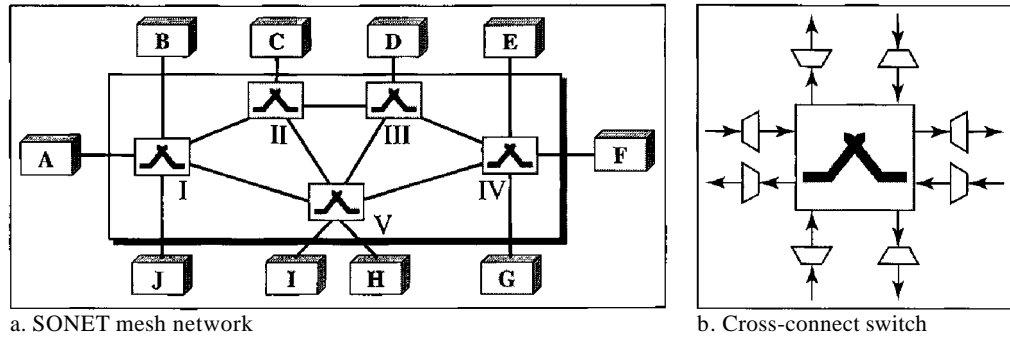 B C D E
A I II III IV F
V
J I H G
a. SONET mesh network
b. Cross-connect switch